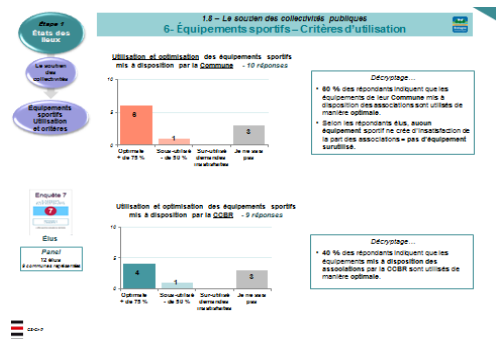 Étape 1
États des
lieux
1.8 – Le soutien des collectivités publiques
6- Équipements sportifs – Critères d'utilisation
Le soutien
des
collectivités
Équipements
sportifs
Utilisation
et critères
Utilisation et optimisation des équipements sportifs
mis à disposition par la Commune - 10 réponses
10
5
0
6
1
3
Optimale
+ de 75 %
Sous-utilisé
- de 50 %
Sur-utilisé
demandes
insatisfaites
Je ne sais
pas
Décryptage…
• 60 % des répondants indiquent que les
équipements de leur Commune mis à
disposition des associations sont utilisés de
manière optimale.
• Selon les répondants élus, aucun
équipement sportif ne crée d'insatisfaction de
la part des associations = pas d'équipement
surutilisé.
Enquête 7
7
Élus
Panel
12 élus
9 communes représentées
Utilisation et optimisation des équipements sportifs
mis à disposition par la CCBR - 9 réponses
10
5
0
4
1
3
Optimale
+ de 75 %
Sous-utilisé
- de 50 %
Sur-utilisé
demandes
insatisfaites
Je ne sais
pas
Décryptage…
• 40 % des répondants indiquent que les
équipements mis à disposition des
associations par la CCBR sont utilisés de
manière optimale.